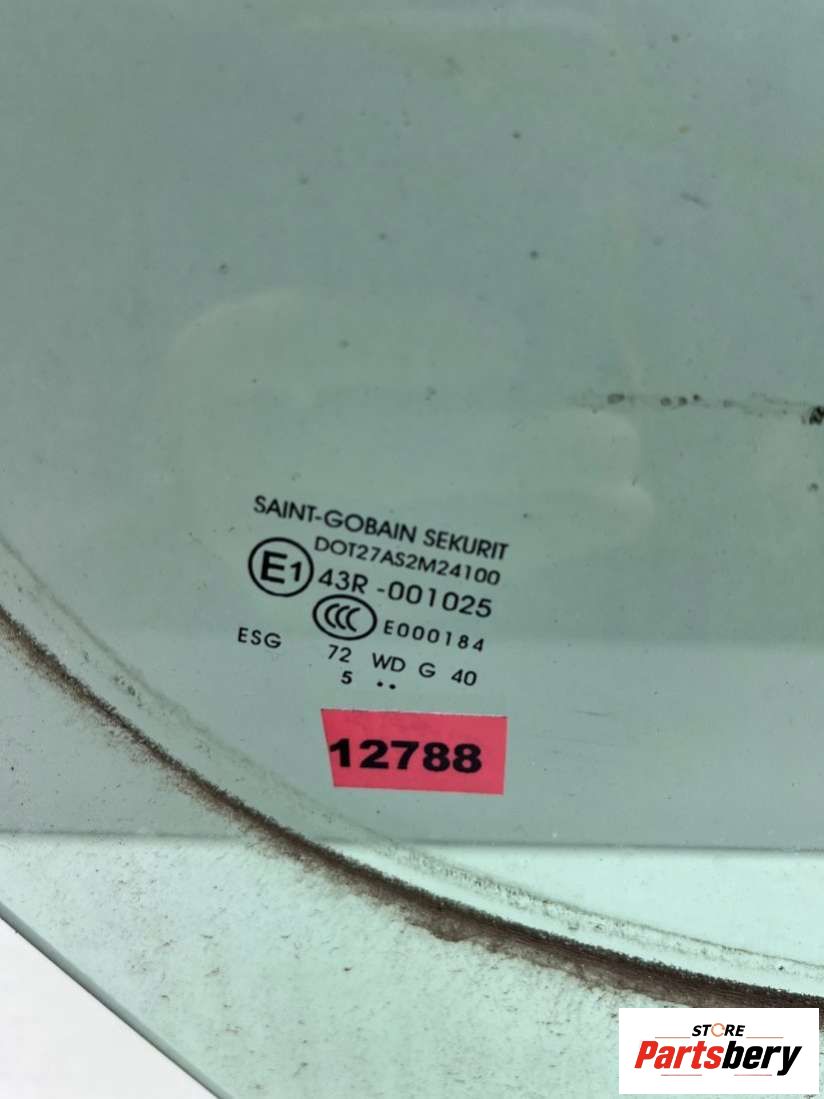 SAINT-GOBAIN SEKURIT
DOT27AS2M24100
E1
43R -001025
CCC E000184
ESG 72 WD G 40
5 ••
12788
STORE
Partsbery